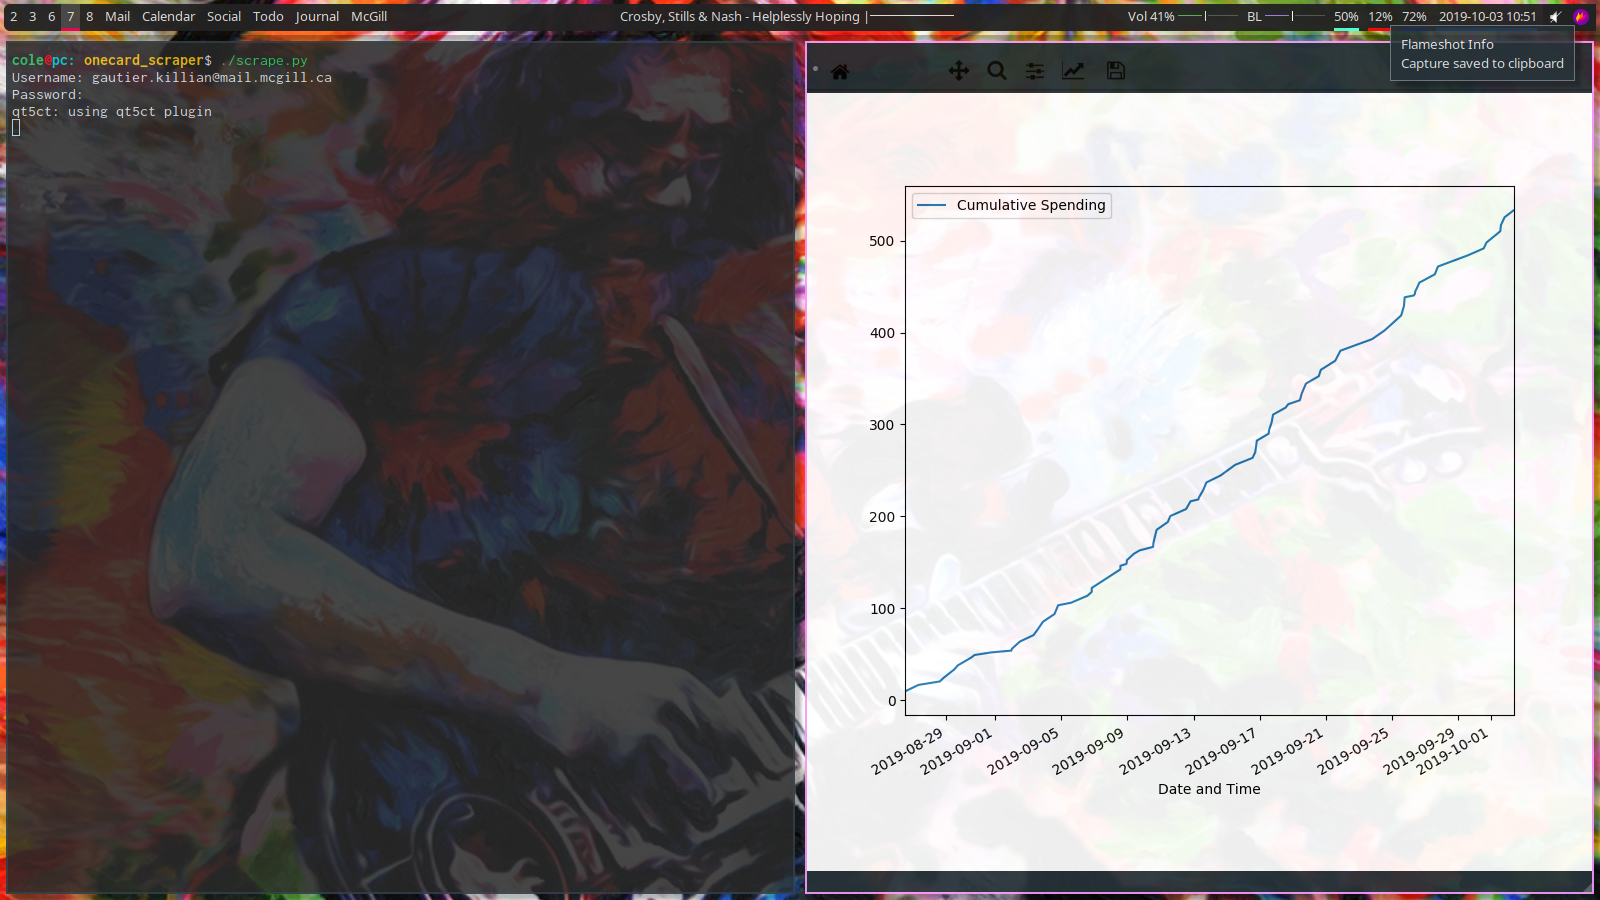 2 3 6 7 8 Mail Calendar Social Todo Journal McGill
Crosby, Stills & Nash - Helplessly Hoping |
Vol 41% BL 50% 12% 72% 2019-10-03 10:51
Flameshot Info
Capture saved to clipboard
cole@pc: onecard_scraper$ ./scrape.py
Username: gautier.killian@mail.mcgill.ca
Password:
qt5ct: using qt5ct plugin
Cumulative Spending
500
400
300
200
100
0
2019-08-29
2019-09-01
2019-09-05
2019-09-09
2019-09-13
2019-09-17
2019-09-21
2019-09-25
2019-09-29
2019-10-01
Date and Time